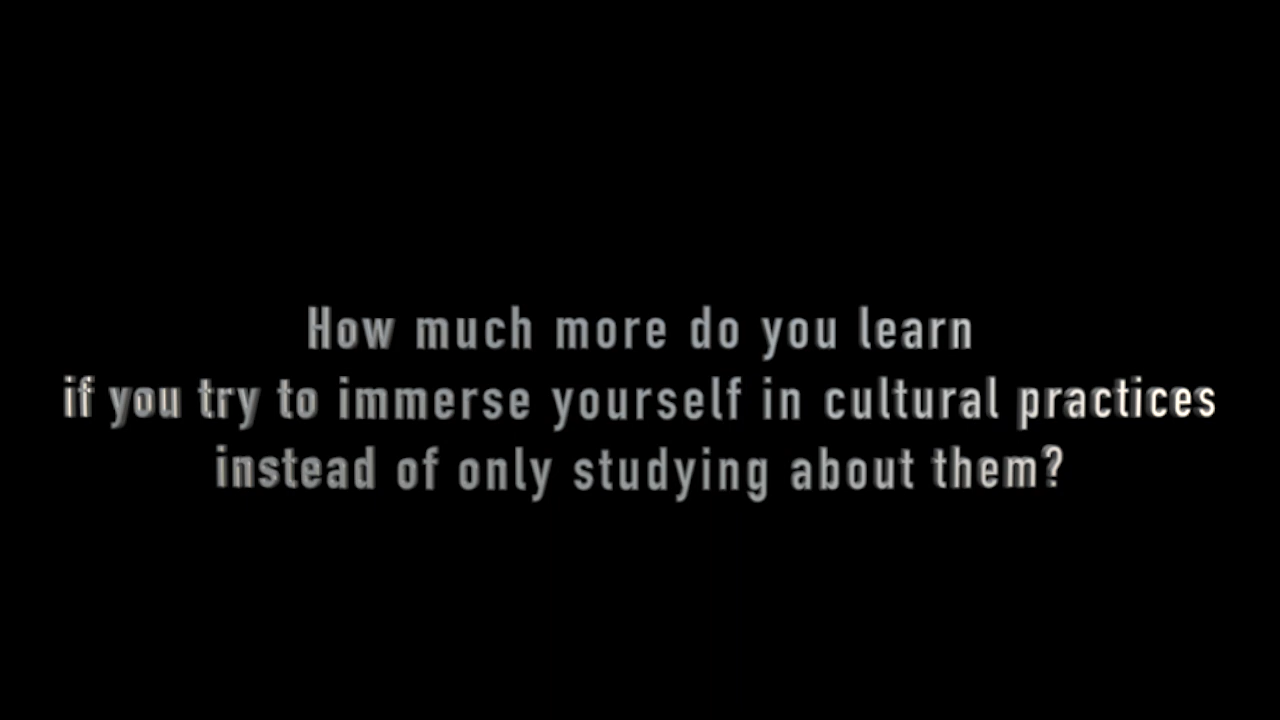 How much more do you learn
if you try to immerse yourself in cultural practices
instead of only studying about them?